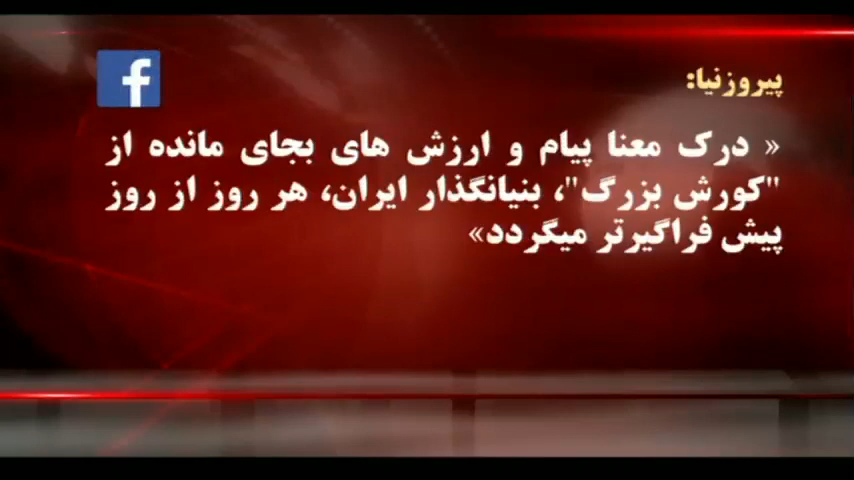 پیروزنیا:
« درک معنا پیام و ارزش های بجای مانده از
"کورش بزرگ"، بنیانگذار ایران، هر روز از روز
پیش فراگیرتر میگردد»